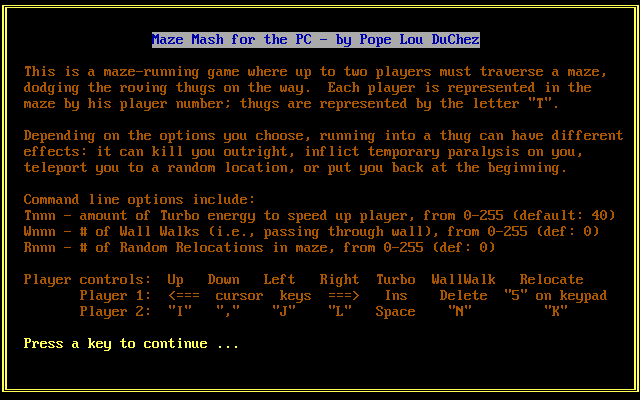 Maze Mash for the PC - by Pope Lou DuChez
This is a maze-running game where up to two players must traverse a maze,
dodging the roving thugs on the way.  Each player is represented in the
maze by his player number; thugs are represented by the letter "T".
Depending on the options you choose, running into a thug can have different
effects: it can kill you outright, inflict temporary paralysis on you,
teleport you to a random location, or put you back at the beginning.
Command line options include:
Tnnn - amount of Turbo energy to speed up player, from 0-255 (default: 40)
Wnnn - # of Wall Walks (i.e., passing through wall), from 0-255 (def: 0)
Rnnn - # of Random Relocations in maze, from 0-255 (def: 0)
Player controls:  Up   Down   Left   Right  Turbo  WallWalk   Relocate
Player 1:  <===  cursor  keys  ===>   Ins    Delete  "5" on keypad
Player 2:  "I"   ","    "J"    "L"   Space    "N"         "K"
Press a key to continue ...